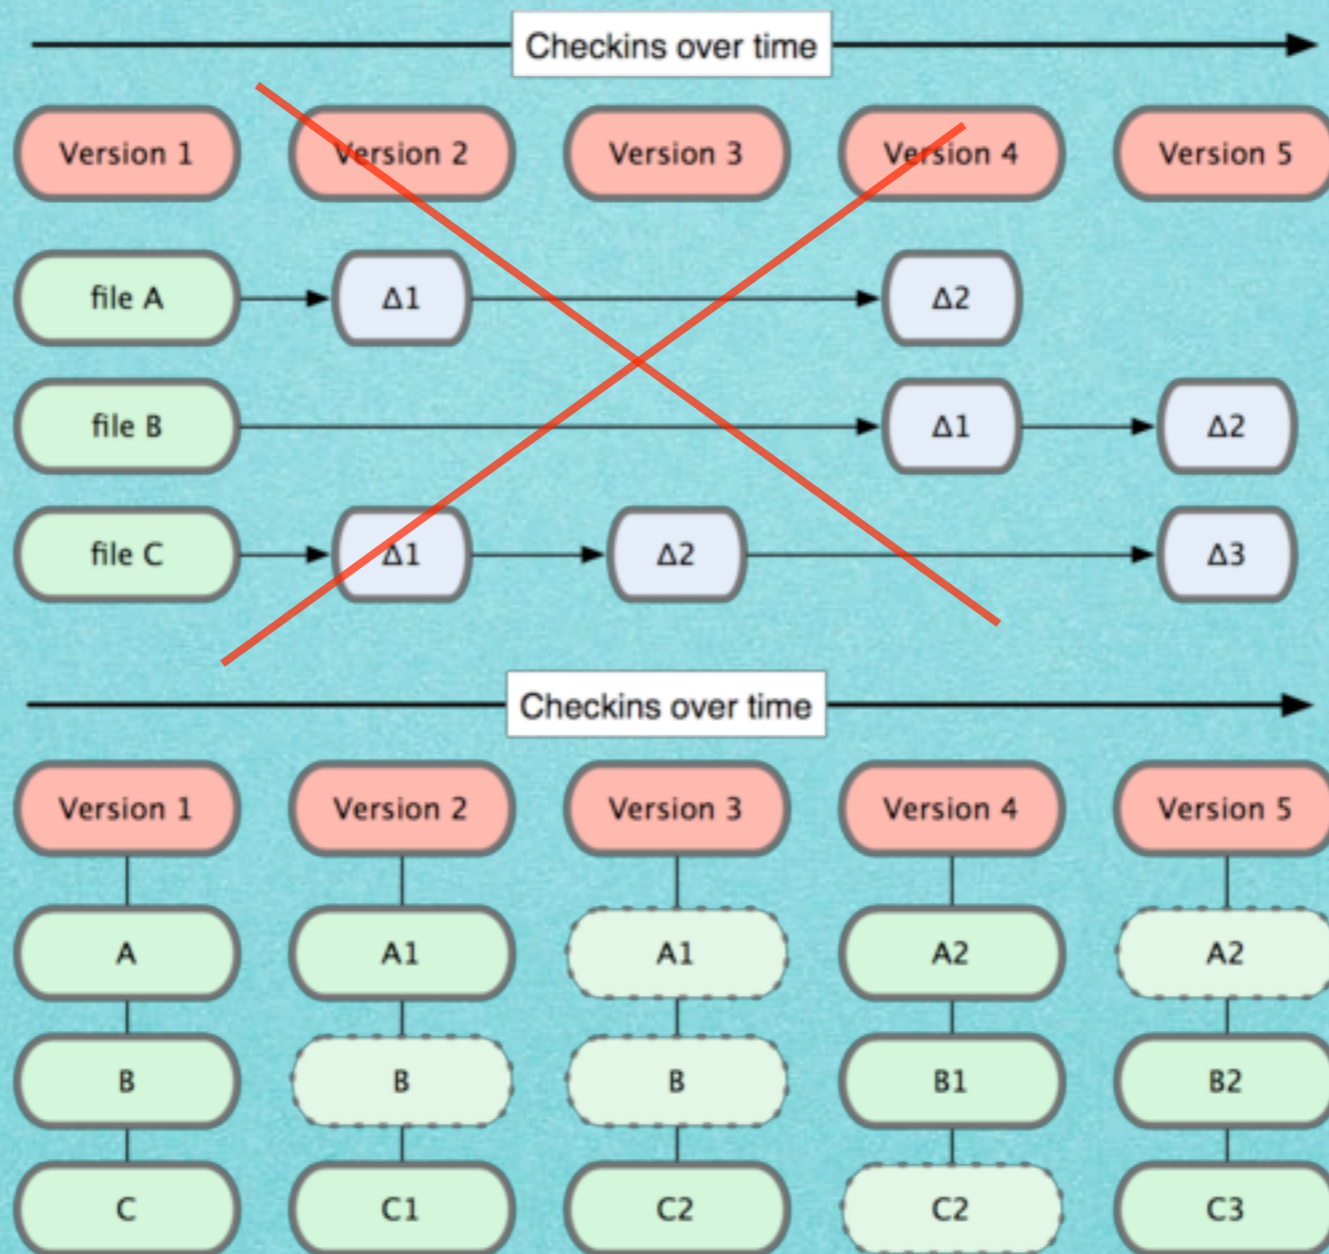 Checkins over time
Version 1 Version 2 Version 3 Version 4 Version 5
file A Δ1 Δ2
file B Δ1 Δ2
file C Δ1 Δ2 Δ3
Checkins over time
Version 1 Version 2 Version 3 Version 4 Version 5
A A1 A1 A2 A2
B B B B1 B2
C C1 C2 C2 C3